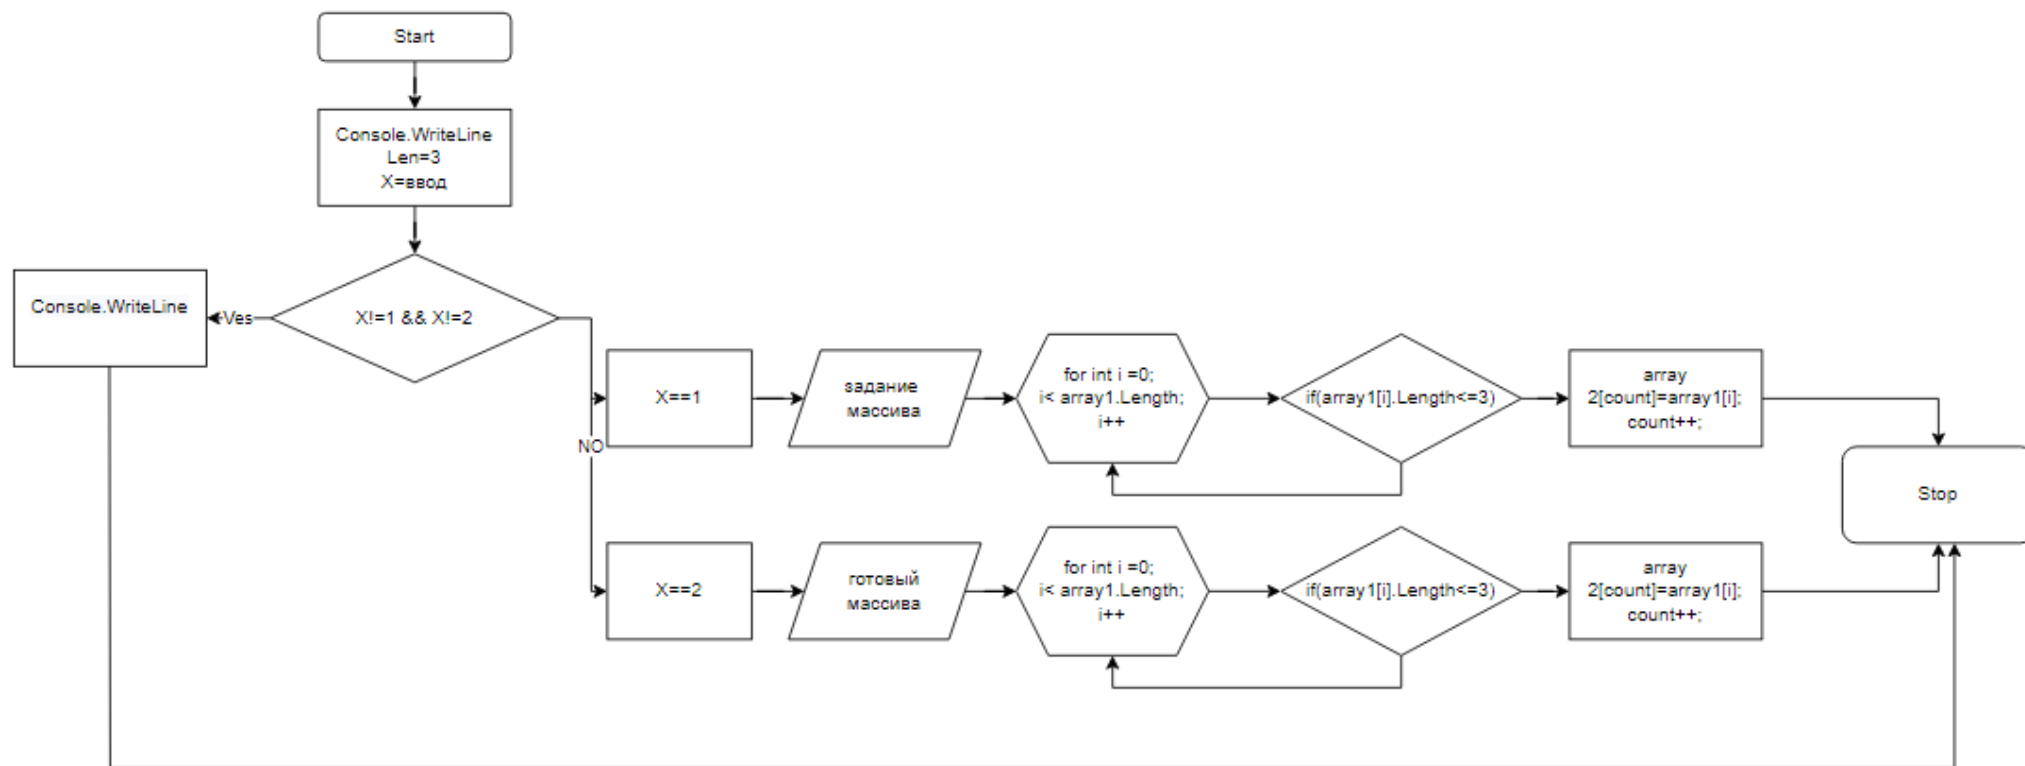 Start
Console.WriteLine
Len=3
X=ввод
Console.WriteLine
Ves
X!=1 && X!=2
NO
X==1
задание
массива
for int i =0;
i< array1.Length;
i++
if(array1[i].Length<=3)
array
2[count]=array1[i];
count++;
Stop
X==2
готовый
массива
for int i =0;
i< array1.Length;
i++
if(array1[i].Length<=3)
array
2[count]=array1[i];
count++;